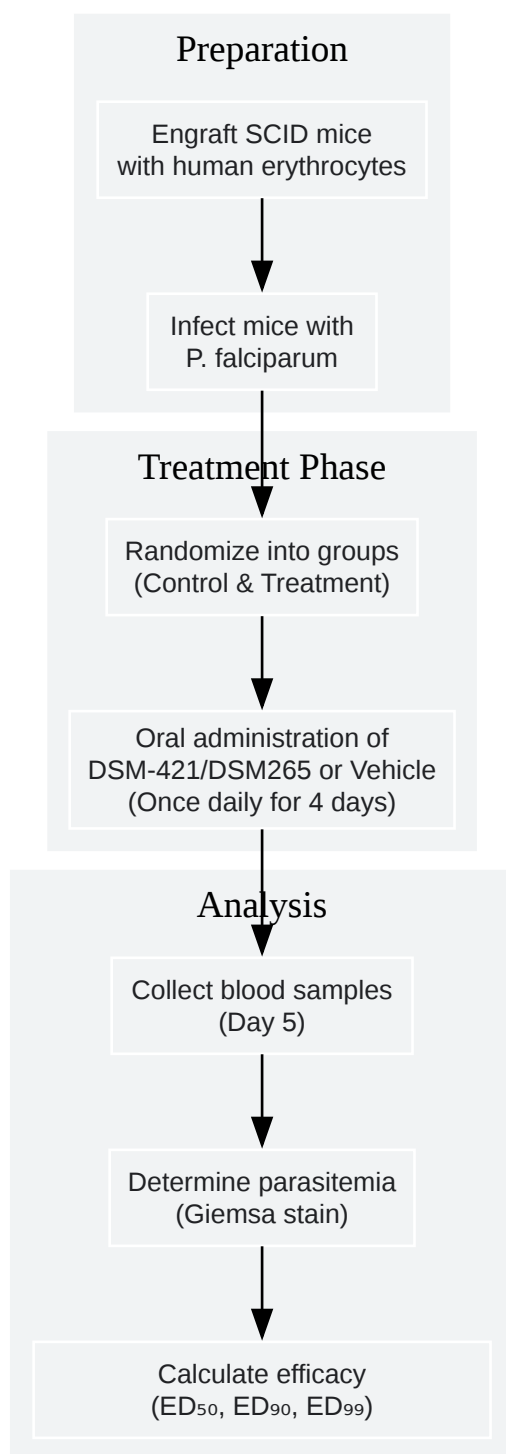 Preparation
Engraft SCID mice
with human erythrocytes
Infect mice with
P. falciparum
Treatment Phase
Randomize into groups
(Control & Treatment)
Oral administration of
DSM-421/DSM265 or Vehicle
(Once daily for 4 days)
Analysis
Collect blood samples
(Day 5)
Determine parasitemia
(Giemsa stain)
Calculate efficacy
(ED₅₀, ED₉₀, ED₉₉)